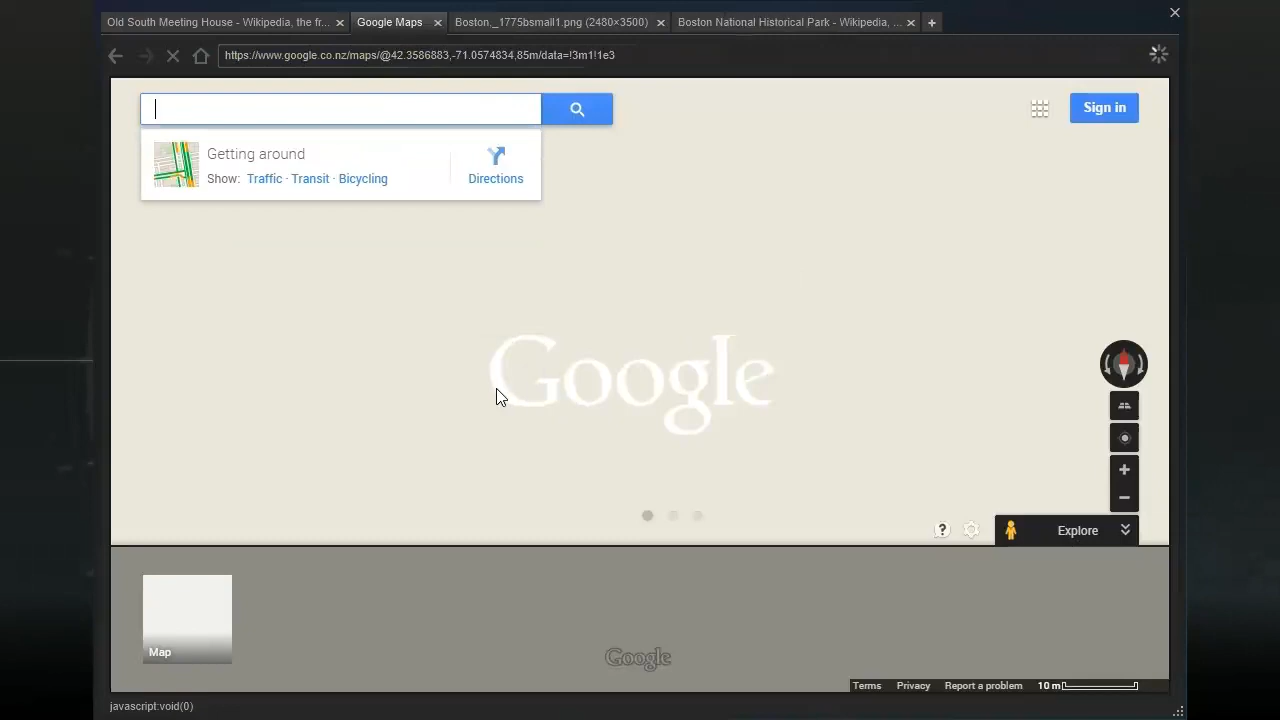 Old South Meeting House - Wikipedia, the fr...
Google Maps
Boston._1775bsmall1.png (2480×3500)
Boston National Historical Park - Wikipedia, ...
https://www.google.co.nz/maps/@42.3586883,-71.0574834,85m/data=!3m1!1e3
Sign in
Getting around
Show: Traffic · Transit · Bicycling
Directions
Google
Explore
Map
Google
Terms Privacy Report a problem 10 m
javascript:void(0)